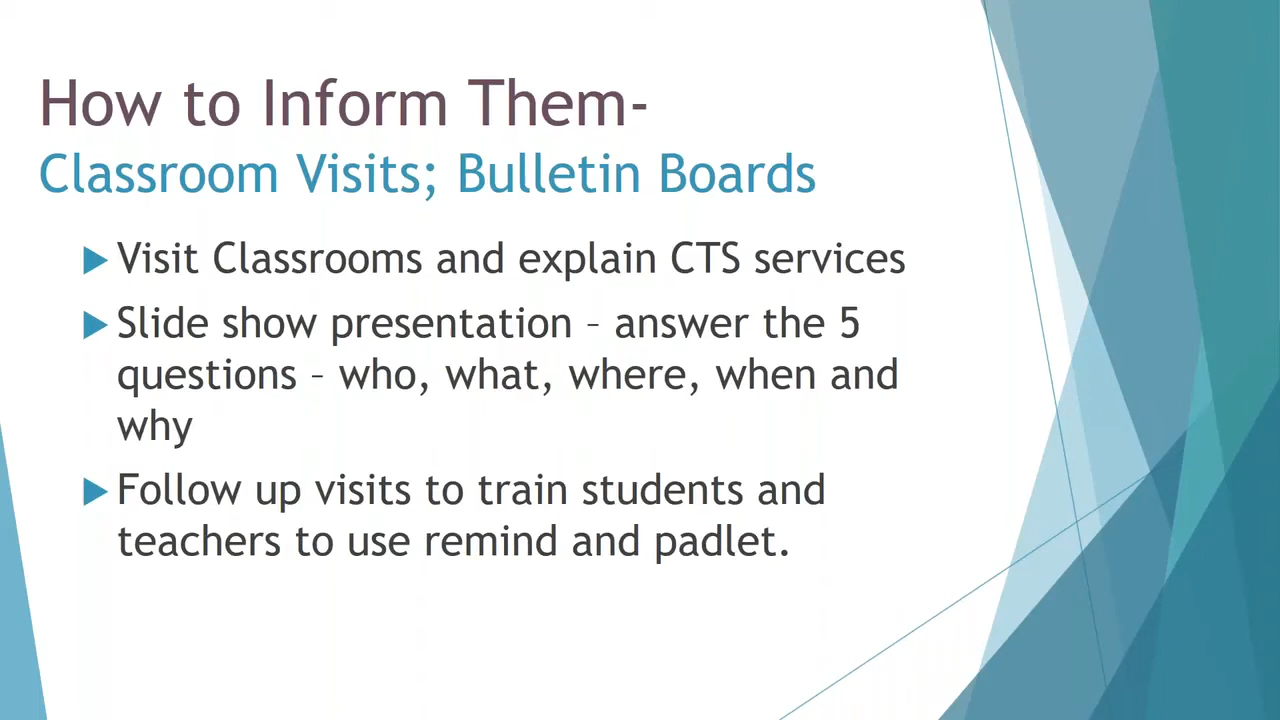 How to Inform Them-
Classroom Visits; Bulletin Boards
Visit Classrooms and explain CTS services
Slide show presentation – answer the 5
questions – who, what, where, when and
why
Follow up visits to train students and
teachers to use remind and padlet.